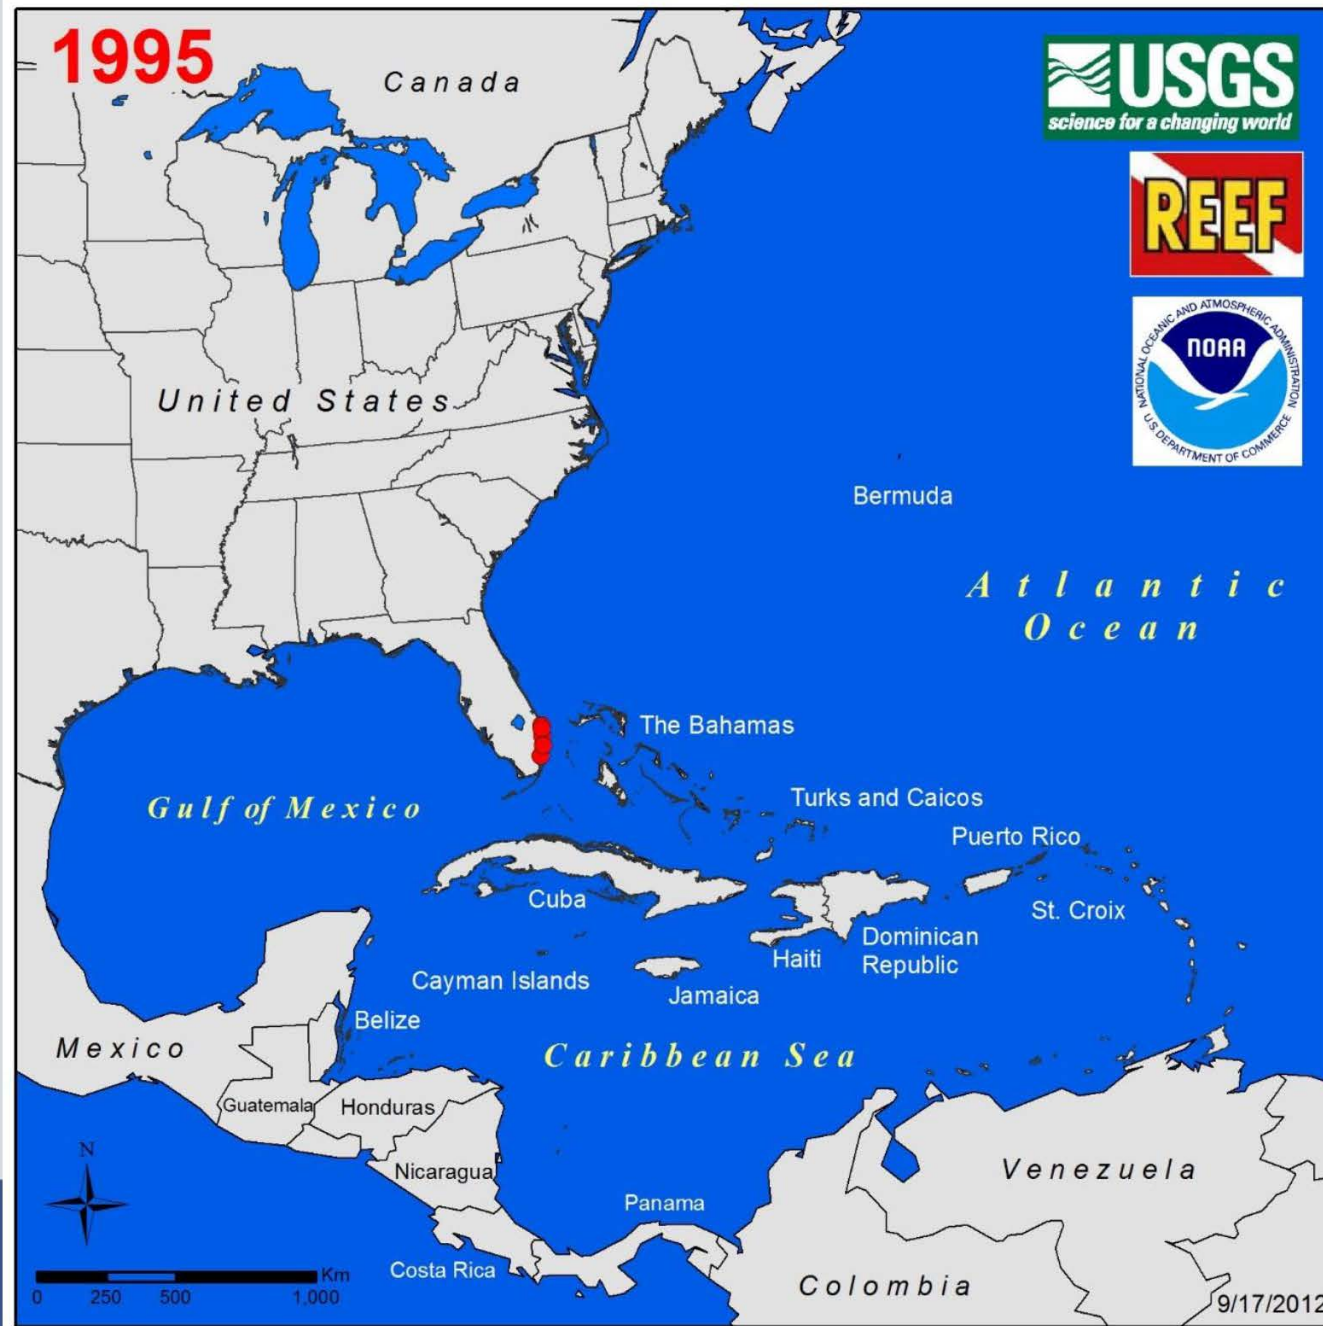 1995
Canada
USGS
science for a changing world
REEF
NATIONAL OCEANIC AND ATMOSPHERIC ADMINISTRATION
NOAA
U.S. DEPARTMENT OF COMMERCE
United States
Bermuda
Atlantic
Ocean
The Bahamas
Gulf of Mexico
Turks and Caicos
Puerto Rico
Cuba
St. Croix
Haiti
Dominican
Republic
Cayman Islands
Jamaica
Belize
Mexico
Caribbean Sea
Guatemala
Honduras
N
Nicaragua
Venezuela
Panama
Costa Rica
Colombia
Km
0 250 500 1,000
9/17/2012